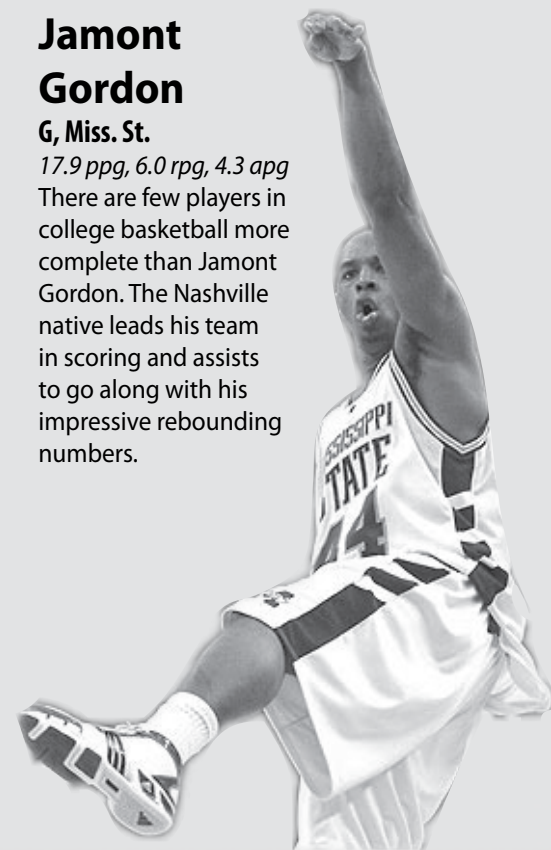 Jamont
Gordon
G, Miss. St.
17.9 ppg, 6.0 rpg, 4.3 apg
There are few players in
college basketball more
complete than Jamont
Gordon. The Nashville
native leads his team
in scoring and assists
to go along with his
impressive rebounding
numbers.
SSISSIPPI
TATE
44